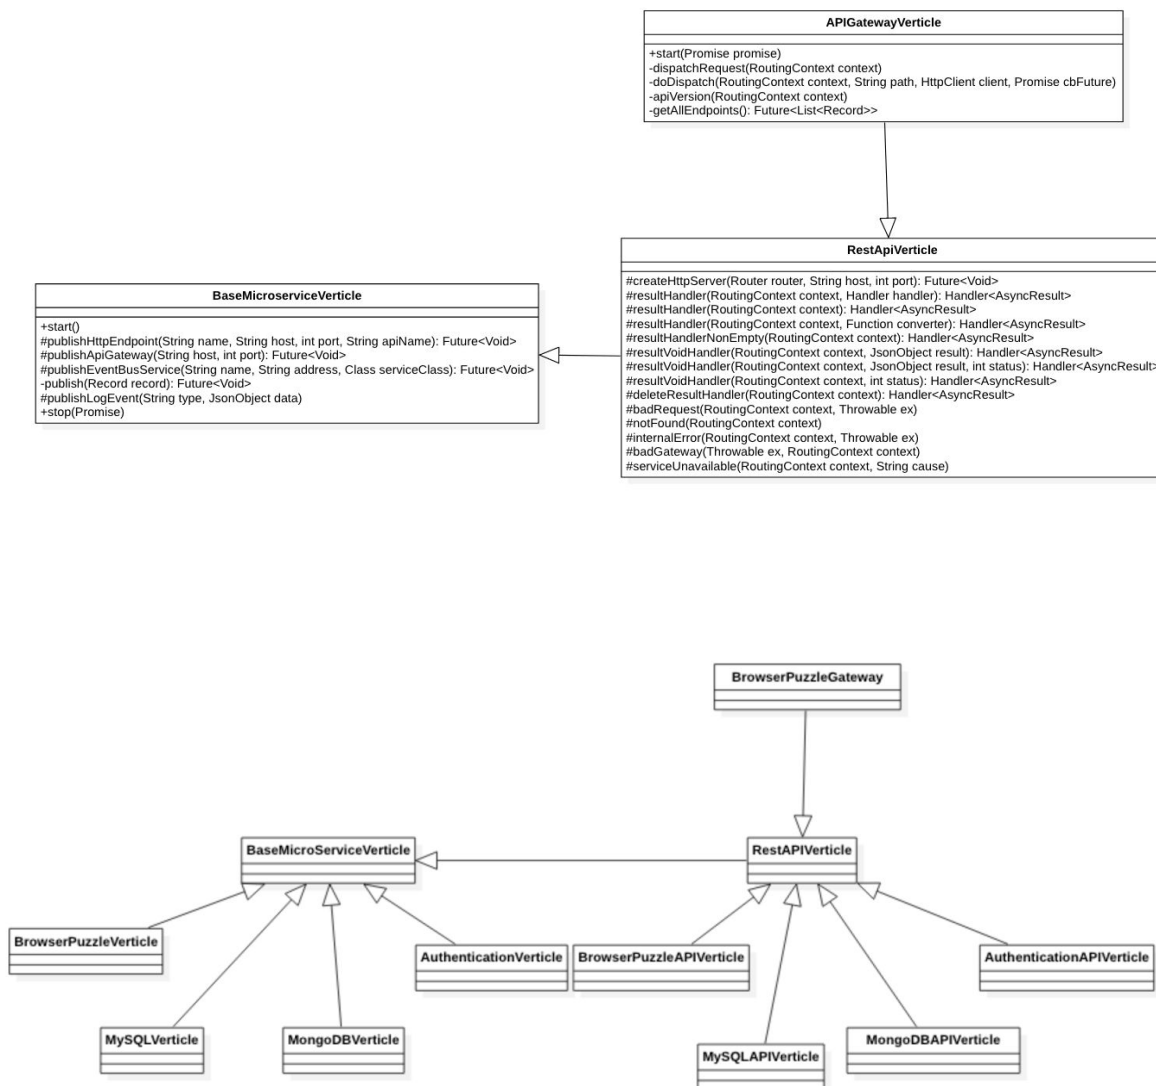 APIGatewayVerticle
+start(Promise promise)
-dispatchRequest(RoutingContext context)
-doDispatch(RoutingContext context, String path, HttpClient client, Promise cbFuture)
-apiVersion(RoutingContext context)
-getAllEndpoints(): Future<List<Record>>
RestApiVerticle
#createHttpServer(Router router, String host, int port): Future<Void>
#resultHandler(RoutingContext context, Handler handler): Handler<AsyncResult>
#resultHandler(RoutingContext context): Handler<AsyncResult>
#resultHandler(RoutingContext context, Function converter): Handler<AsyncResult>
#resultHandlerNonEmpty(RoutingContext context): Handler<AsyncResult>
#resultVoidHandler(RoutingContext context, JsonObject result): Handler<AsyncResult>
#resultVoidHandler(RoutingContext context, JsonObject result, int status): Handler<AsyncResult>
#resultVoidHandler(RoutingContext context, int status): Handler<AsyncResult>
#deleteResultHandler(RoutingContext context): Handler<AsyncResult>
#badRequest(RoutingContext context, Throwable ex)
#notFound(RoutingContext context)
#internalError(RoutingContext context, Throwable ex)
#badGateway(Throwable ex, RoutingContext context)
#serviceUnavailable(RoutingContext context, String cause)
BaseMicroserviceVerticle
+start()
#publishHttpEndpoint(String name, String host, int port, String apiName): Future<Void>
#publishApiGateway(String host, int port): Future<Void>
#publishEventBusService(String name, String address, Class serviceClass): Future<Void>
-publish(Record record): Future<Void>
#publishLogEvent(String type, JsonObject data)
+stop(Promise)
BrowserPuzzleGateway
BaseMicroServiceVerticle
RestAPIVerticle
BrowserPuzzleVerticle
AuthenticationVerticle
BrowserPuzzleAPIVerticle
AuthenticationAPIVerticle
MySQLVerticle
MongoDBVerticle
MySQLAPIVerticle
MongoDBAPIVerticle